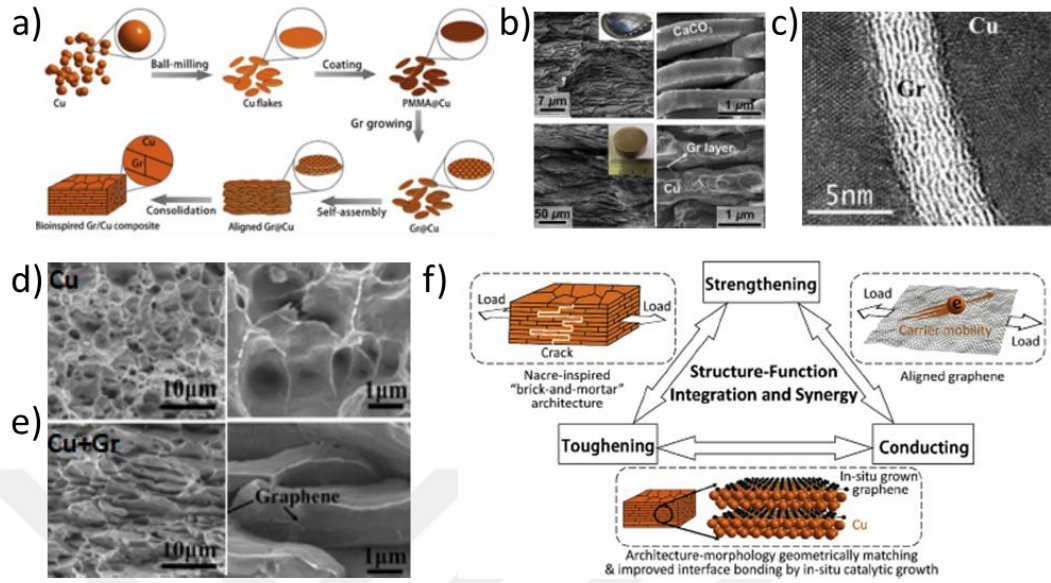 a)
Cu
Ball-milling
Cu flakes
Coating
PMMA@Cu
Gr growing
Gr@Cu
Self-assembly
Aligned Gr@Cu
Consolidation
Cu
Gr
Bioinspired Gr/Cu composite
b)
7 µm
CaCO₃
1 µm
50 µm
Gr layer
Cu
1 µm
c)
Cu
Gr
5nm
d)
Cu
10µm
1µm
e)
Cu+Gr
10µm
Graphene
1µm
f)
Strengthening
Load
Load
Crack
Nacre-inspired
"brick-and-mortar"
architecture
Load
e
Carrier mobility
Load
Aligned graphene
Structure-Function
Integration and Synergy
Toughening
Conducting
In-situ grown
graphene
Cu
Architecture-morphology geometrically matching
& improved interface bonding by in-situ catalytic growth